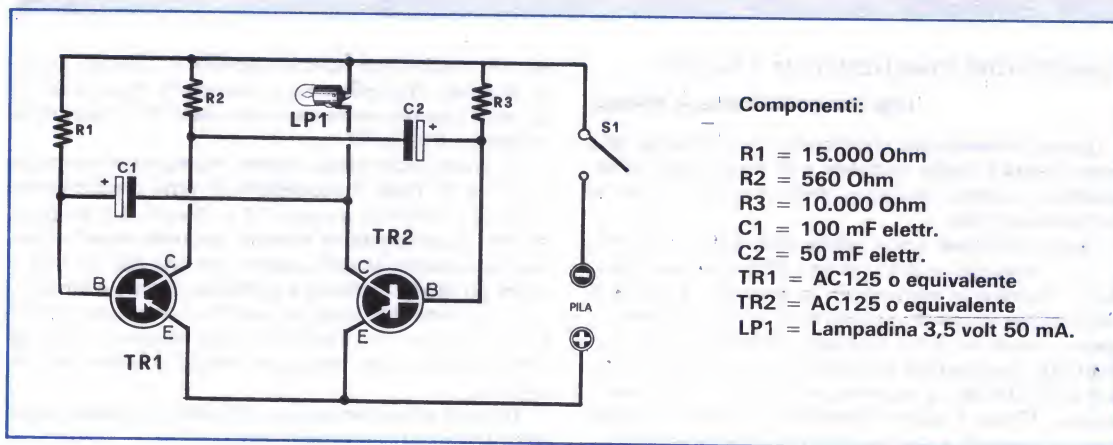 R1
R2
LP1
C2
+
R3
S1
+
C1
TR2
C
B
E
TR1
C
B
E
−
PILA
+
Componenti:
R1 = 15.000 Ohm
R2 = 560 Ohm
R3 = 10.000 Ohm
C1 = 100 mF elettr.
C2 = 50 mF elettr.
TR1 = AC125 o equivalente
TR2 = AC125 o equivalente
LP1 = Lampadina 3,5 volt 50 mA.